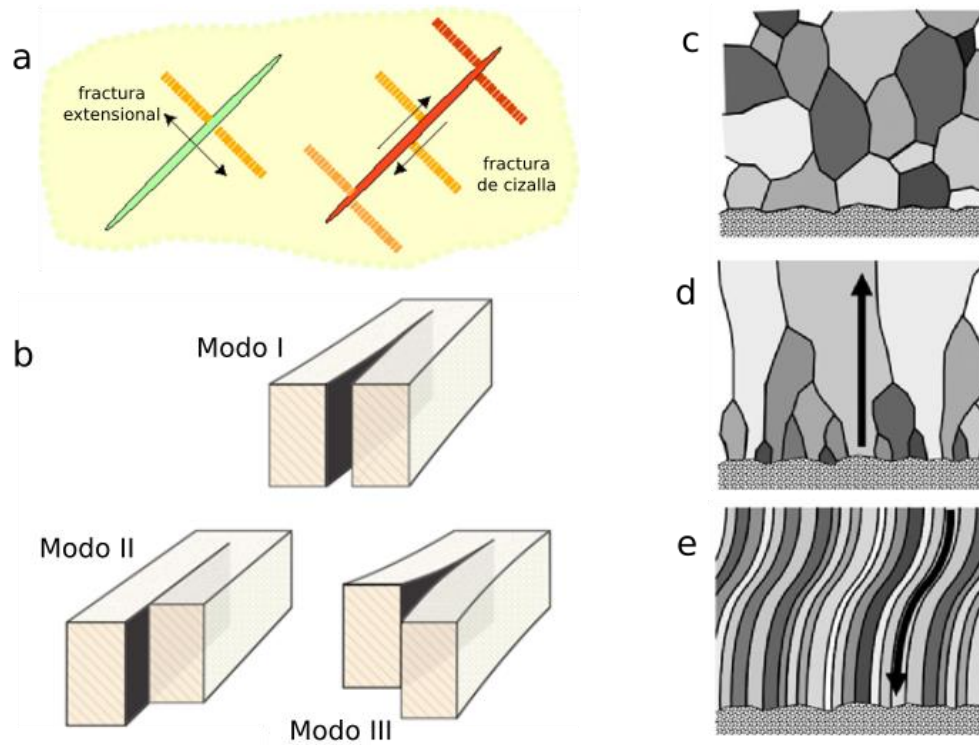 a
fractura
extensional
fractura
de cizalla
b
Modo I
Modo II
Modo III
c
d
e